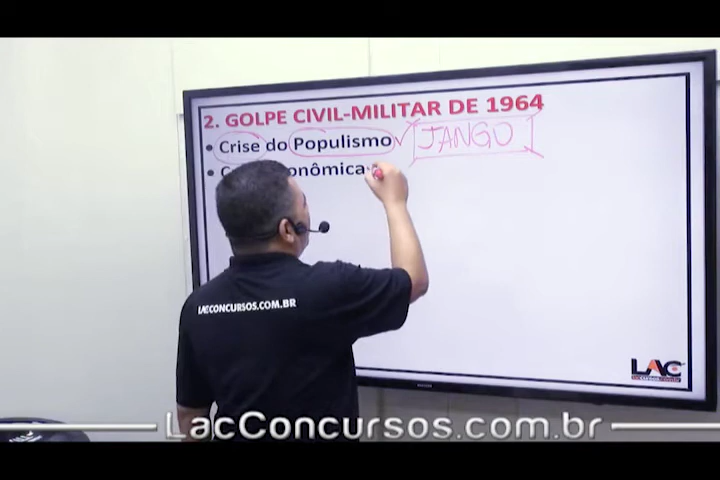 2. GOLPE CIVIL-MILITAR DE 1964
• Crise do Populismo JANGO
• onômica
LACCONCURSOS.COM.BR
LAC
LacConcursos.com.br